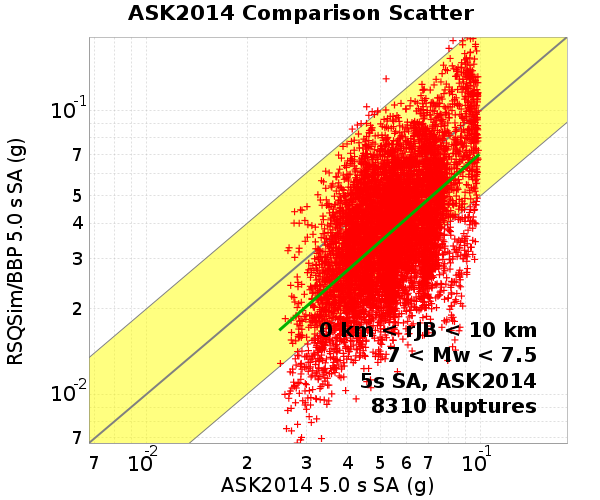 ASK2014 Comparison Scatter
RSQSim/BBP 5.0 s SA (g)
10-1
7
5
4
3
2
10-2
7
0 km < rJB < 10 km
7 < Mw < 7.5
5s SA, ASK2014
8310 Ruptures
7 10-2 2 3 4 5 6 7 10-1
ASK2014 5.0 s SA (g)